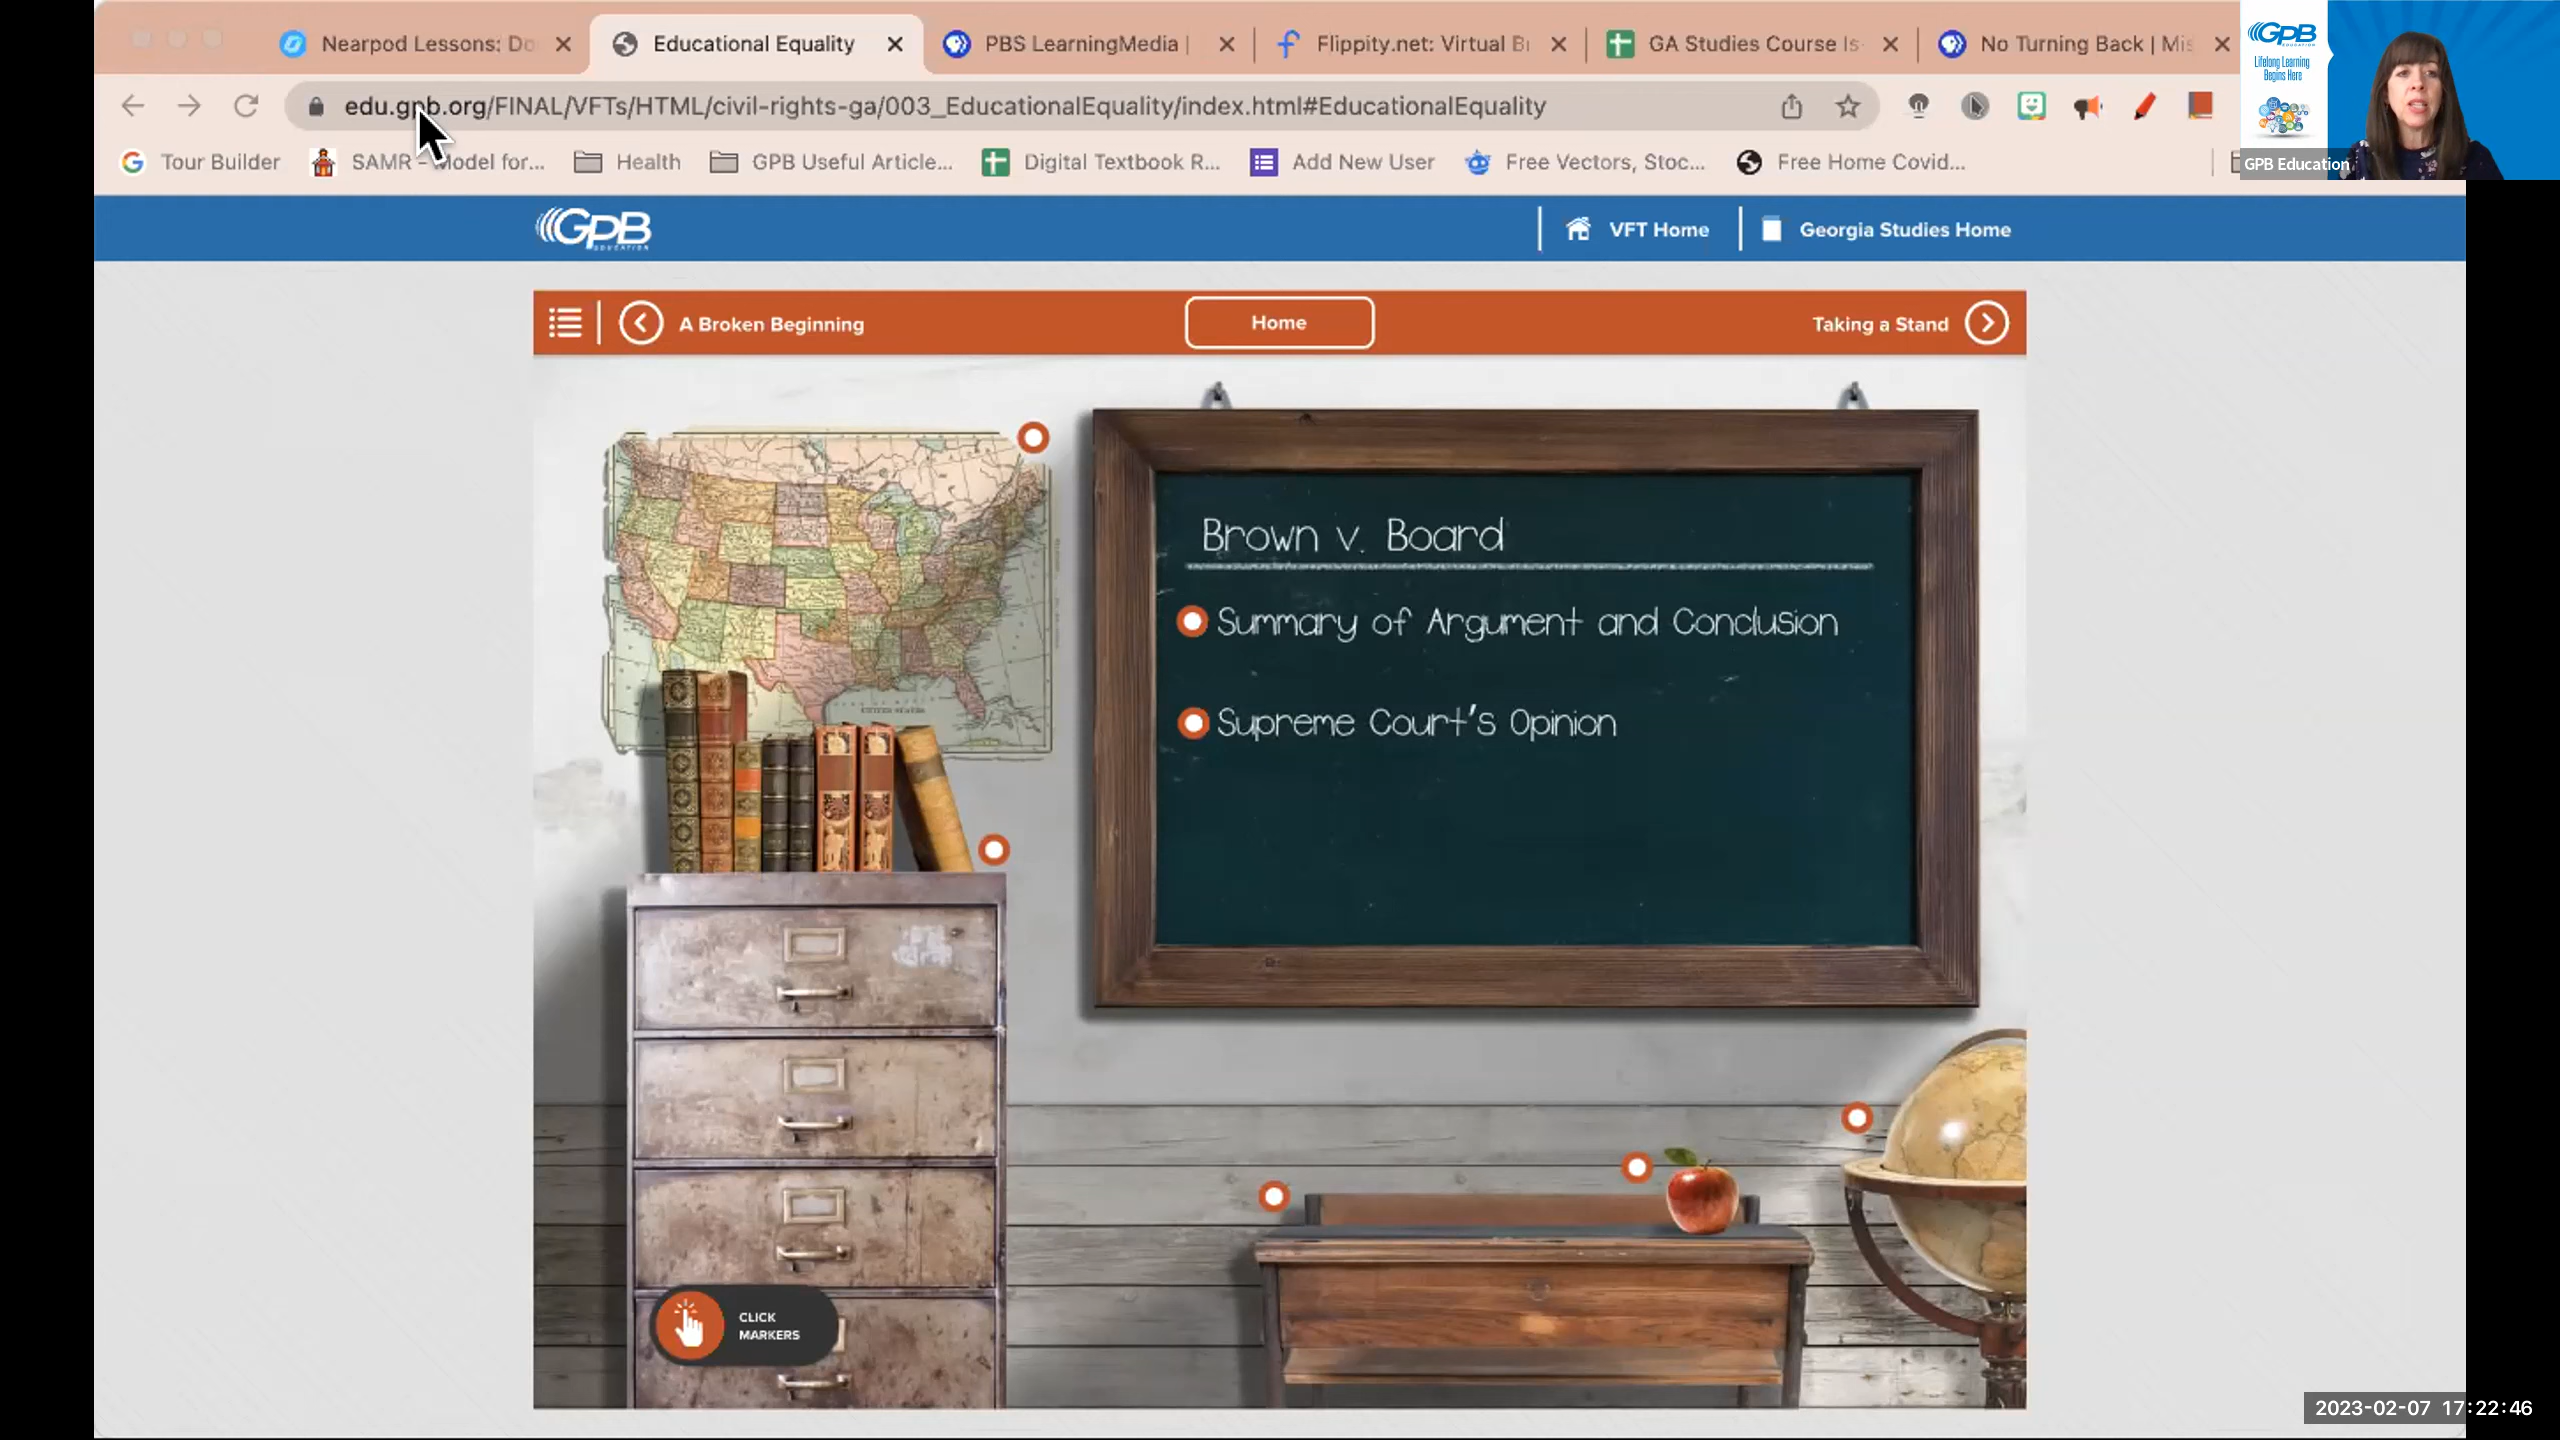 Nearpod Lessons: Do
Educational Equality
PBS LearningMedia |
Flippity.net: Virtual Br
GA Studies Course Is
No Turning Back | Mis
edu.gpb.org/FINAL/VFTs/HTML/civil-rights-ga/003_EducationalEquality/index.html#EducationalEquality
Tour Builder
SAMR - Model for...
Health
GPB Useful Article...
Digital Textbook R...
Add New User
Free Vectors, Stoc...
Free Home Covid...
GPB
EDUCATION
Lifelong Learning
Begins Here
GPB Education
GPB
EDUCATION
VFT Home
Georgia Studies Home
A Broken Beginning
Home
Taking a Stand
Brown v. Board
Summary of Argument and Conclusion
Supreme Court's Opinion
CLICK
MARKERS
2023-02-07 17:22:46